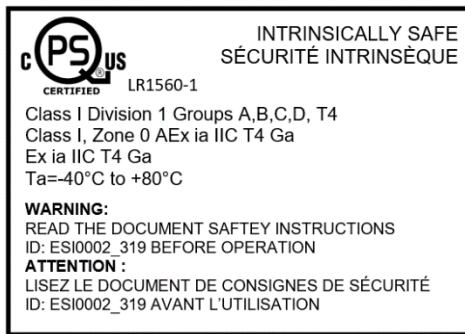 INTRINSICALLY SAFE
SÉCURITÉ INTRINSÈQUE
C PS US
®
CERTIFIED
LR1560-1
Class I Division 1 Groups A,B,C,D, T4
Class I, Zone 0 AEx ia IIC T4 Ga
Ex ia IIC T4 Ga
Ta=-40°C to +80°C
WARNING:
READ THE DOCUMENT SAFTEY INSTRUCTIONS
ID: ESI0002_319 BEFORE OPERATION
ATTENTION :
LISEZ LE DOCUMENT DE CONSIGNES DE SÉCURITÉ
ID: ESI0002_319 AVANT L'UTILISATION